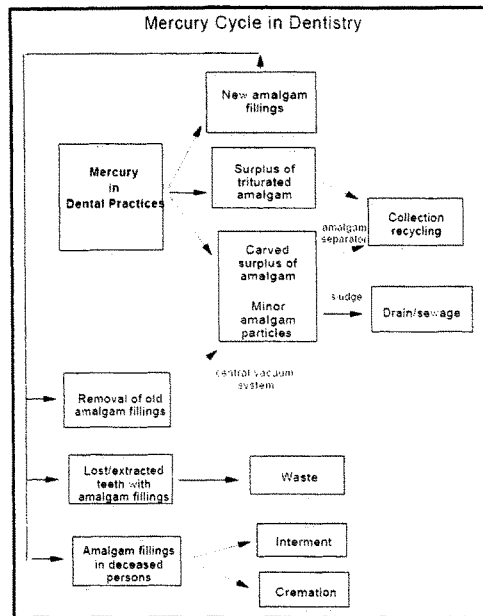 Mercury Cycle in Dentistry
New amalgam
fillings
Mercury
in
Dental Practices
Surplus of
triturated
amalgam
Collection
recycling
amalgam
separator
Carved
surplus of
amalgam
Minor
amalgam
particles
sludge
Drain/sewage
central vacuum
system
Removal of old
amalgam fillings
Lost/extracted
teeth with
amalgam fillings
Waste
Amalgam fillings
in deceased
persons
Interment
Cremation